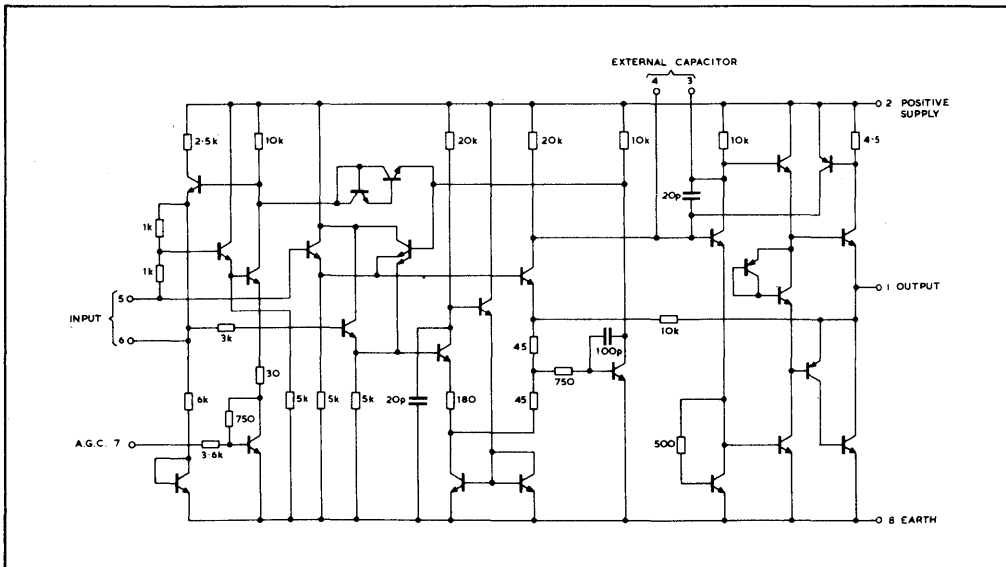 EXTERNAL CAPACITOR
4 3
2 POSITIVE
SUPPLY
2·5k
10k
20k
20k
10k
10k
4·5
20p
1k
1k
5
INPUT
6
3k
10k
1 OUTPUT
45
100p
750
30
6k
5k
5k
5k
20p
180
45
750
500
A.G.C. 7
3·6k
8 EARTH